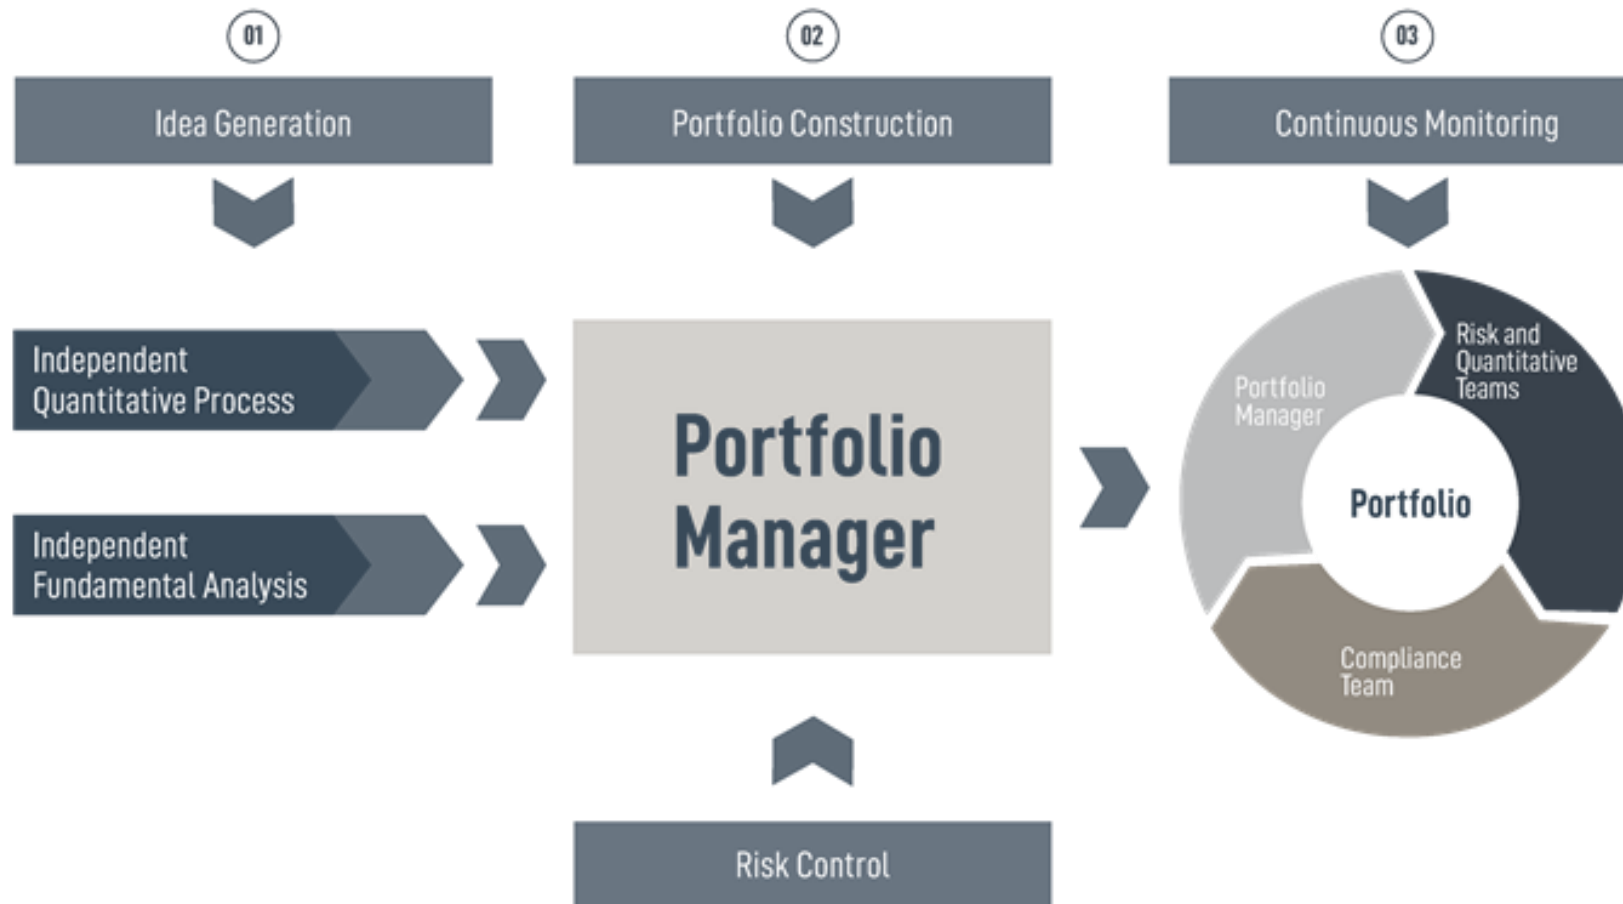 01
Idea Generation
Independent
Quantitative Process
Independent
Fundamental Analysis
02
Portfolio Construction
Portfolio
Manager
Risk Control
03
Continuous Monitoring
Portfolio
Manager
Risk and
Quantitative
Teams
Portfolio
Compliance
Team